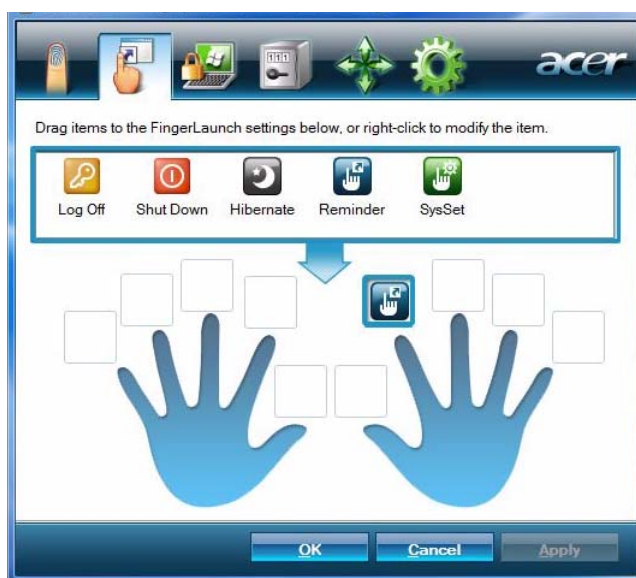 acer
Drag items to the FingerLaunch settings below, or right-click to modify the item.
Log Off Shut Down Hibernate Reminder SysSet
OK Cancel Apply